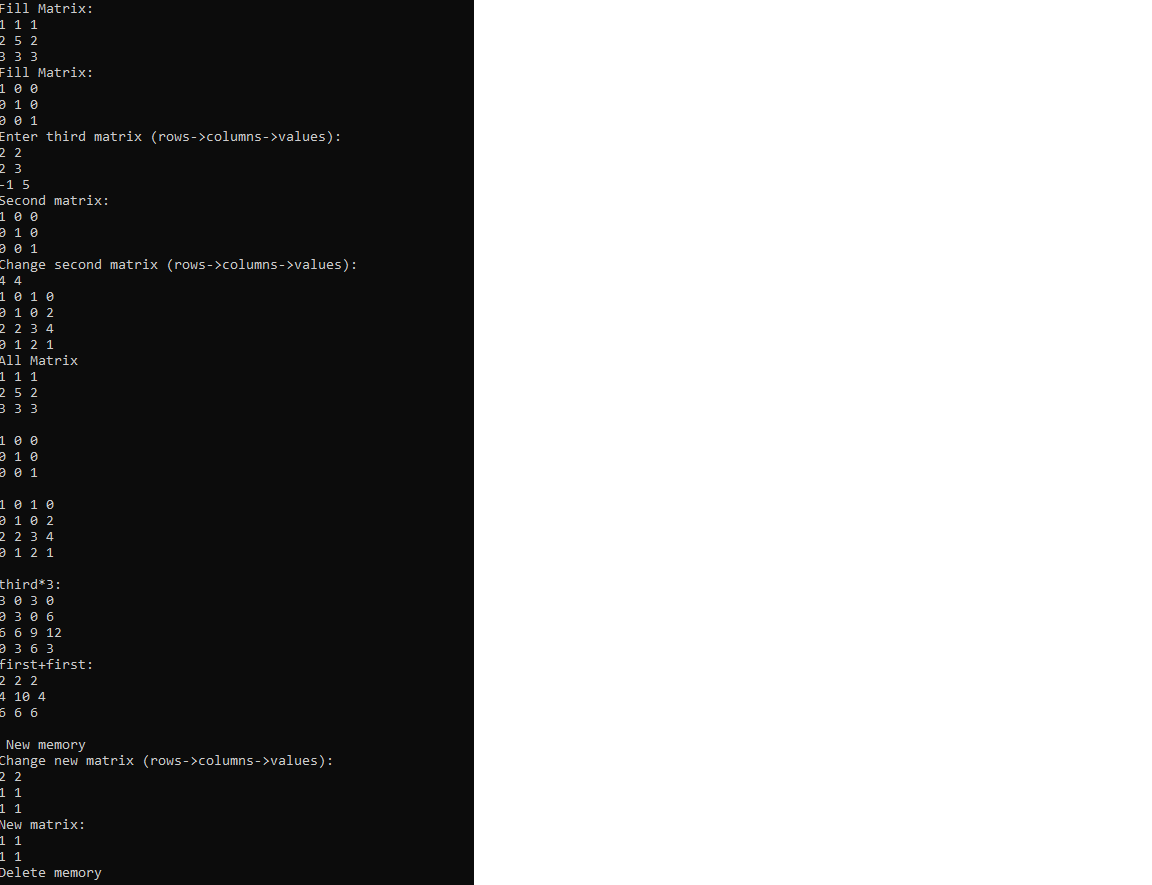 Fill Matrix:
1 1 1
2 5 2
3 3 3
Fill Matrix:
1 0 0
0 1 0
0 0 1
Enter third matrix (rows->columns->values):
2 2
2 3
-1 5
Second matrix:
1 0 0
0 1 0
0 0 1
Change second matrix (rows->columns->values):
4 4
1 0 1 0
0 1 0 2
2 2 3 4
0 1 2 1
All Matrix
1 1 1
2 5 2
3 3 3
1 0 0
0 1 0
0 0 1
1 0 1 0
0 1 0 2
2 2 3 4
0 1 2 1
third*3:
3 0 3 0
0 3 0 6
6 6 9 12
0 3 6 3
first+first:
2 2 2
4 10 4
6 6 6
New memory
Change new matrix (rows->columns->values):
2 2
1 1
1 1
New matrix:
1 1
1 1
Delete memory